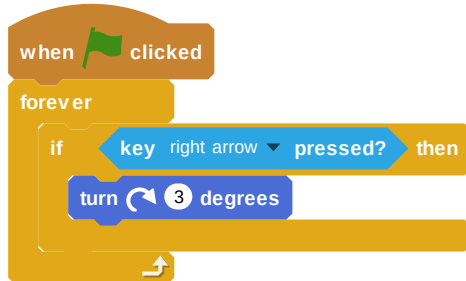 when clicked
forever
if key right arrow pressed? then
turn 3 degrees